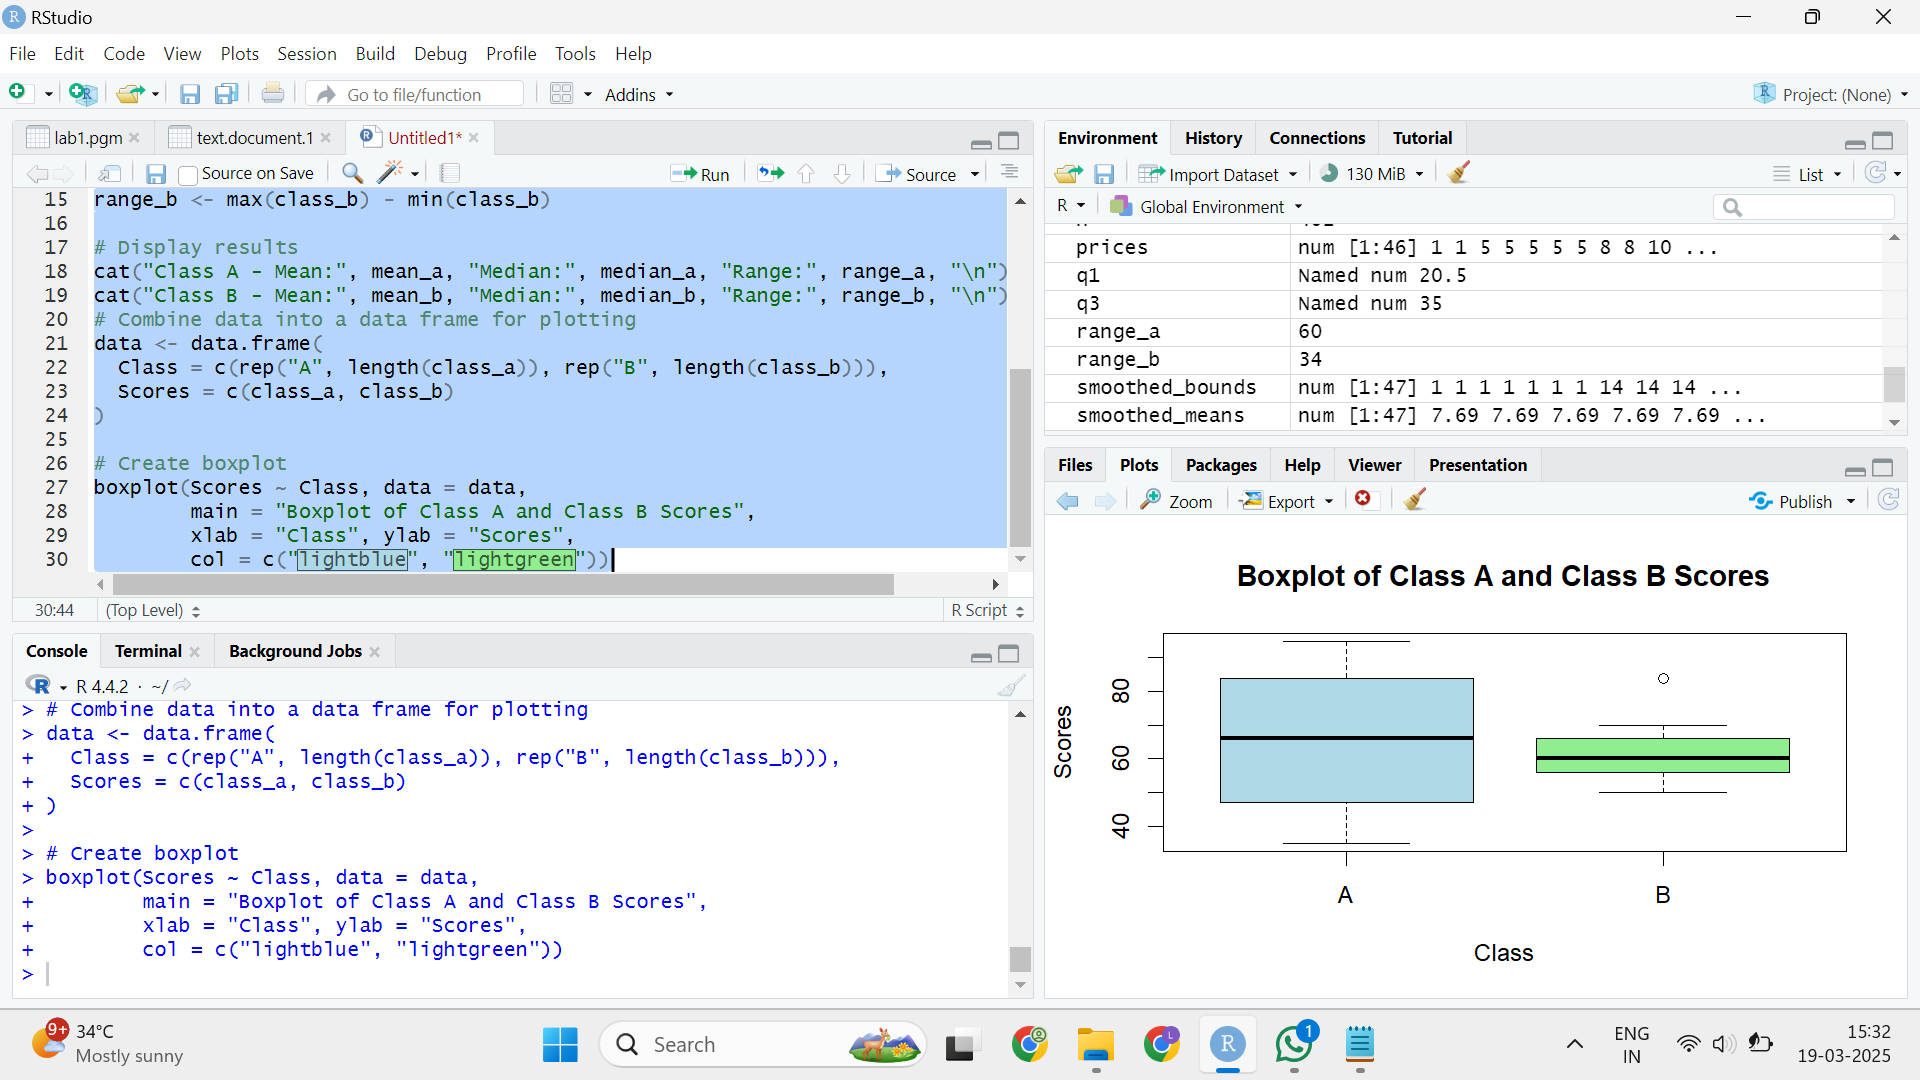 RStudio
File Edit Code View Plots Session Build Debug Profile Tools Help
Go to file/function Addins Project: (None)
lab1.pgm text.document.1 Untitled1*
Source on Save Run Source
15 range_b <- max(class_b) - min(class_b)
16
17 # Display results
18 cat("Class A - Mean:", mean_a, "Median:", median_a, "Range:", range_a, "\n")
19 cat("Class B - Mean:", mean_b, "Median:", median_b, "Range:", range_b, "\n")
20 # Combine data into a data frame for plotting
21 data <- data.frame(
22 Class = c(rep("A", length(class_a)), rep("B", length(class_b))),
23 Scores = c(class_a, class_b)
24 )
25
26 # Create boxplot
27 boxplot(Scores ~ Class, data = data,
28 main = "Boxplot of Class A and Class B Scores",
29 xlab = "Class", ylab = "Scores",
30 col = c("lightblue", "lightgreen"))
30:44 (Top Level) R Script
Console Terminal Background Jobs
R 4.4.2 · ~/
> # Combine data into a data frame for plotting
> data <- data.frame(
+ Class = c(rep("A", length(class_a)), rep("B", length(class_b))),
+ Scores = c(class_a, class_b)
+ )
>
> # Create boxplot
> boxplot(Scores ~ Class, data = data,
+ main = "Boxplot of Class A and Class B Scores",
+ xlab = "Class", ylab = "Scores",
+ col = c("lightblue", "lightgreen"))
>
Environment History Connections Tutorial
Import Dataset 130 MiB List
R Global Environment
prices num [1:46] 1 1 5 5 5 5 5 8 8 10 ...
q1 Named num 20.5
q3 Named num 35
range_a 60
range_b 34
smoothed_bounds num [1:47] 1 1 1 1 1 1 1 14 14 14 ...
smoothed_means num [1:47] 7.69 7.69 7.69 7.69 7.69 ...
Files Plots Packages Help Viewer Presentation
Zoom Export Publish
Boxplot of Class A and Class B Scores
Scores
80
60
40
A B
Class
9+ 34°C
Mostly sunny
Search
L
R
1
ENG
IN
15:32
19-03-2025